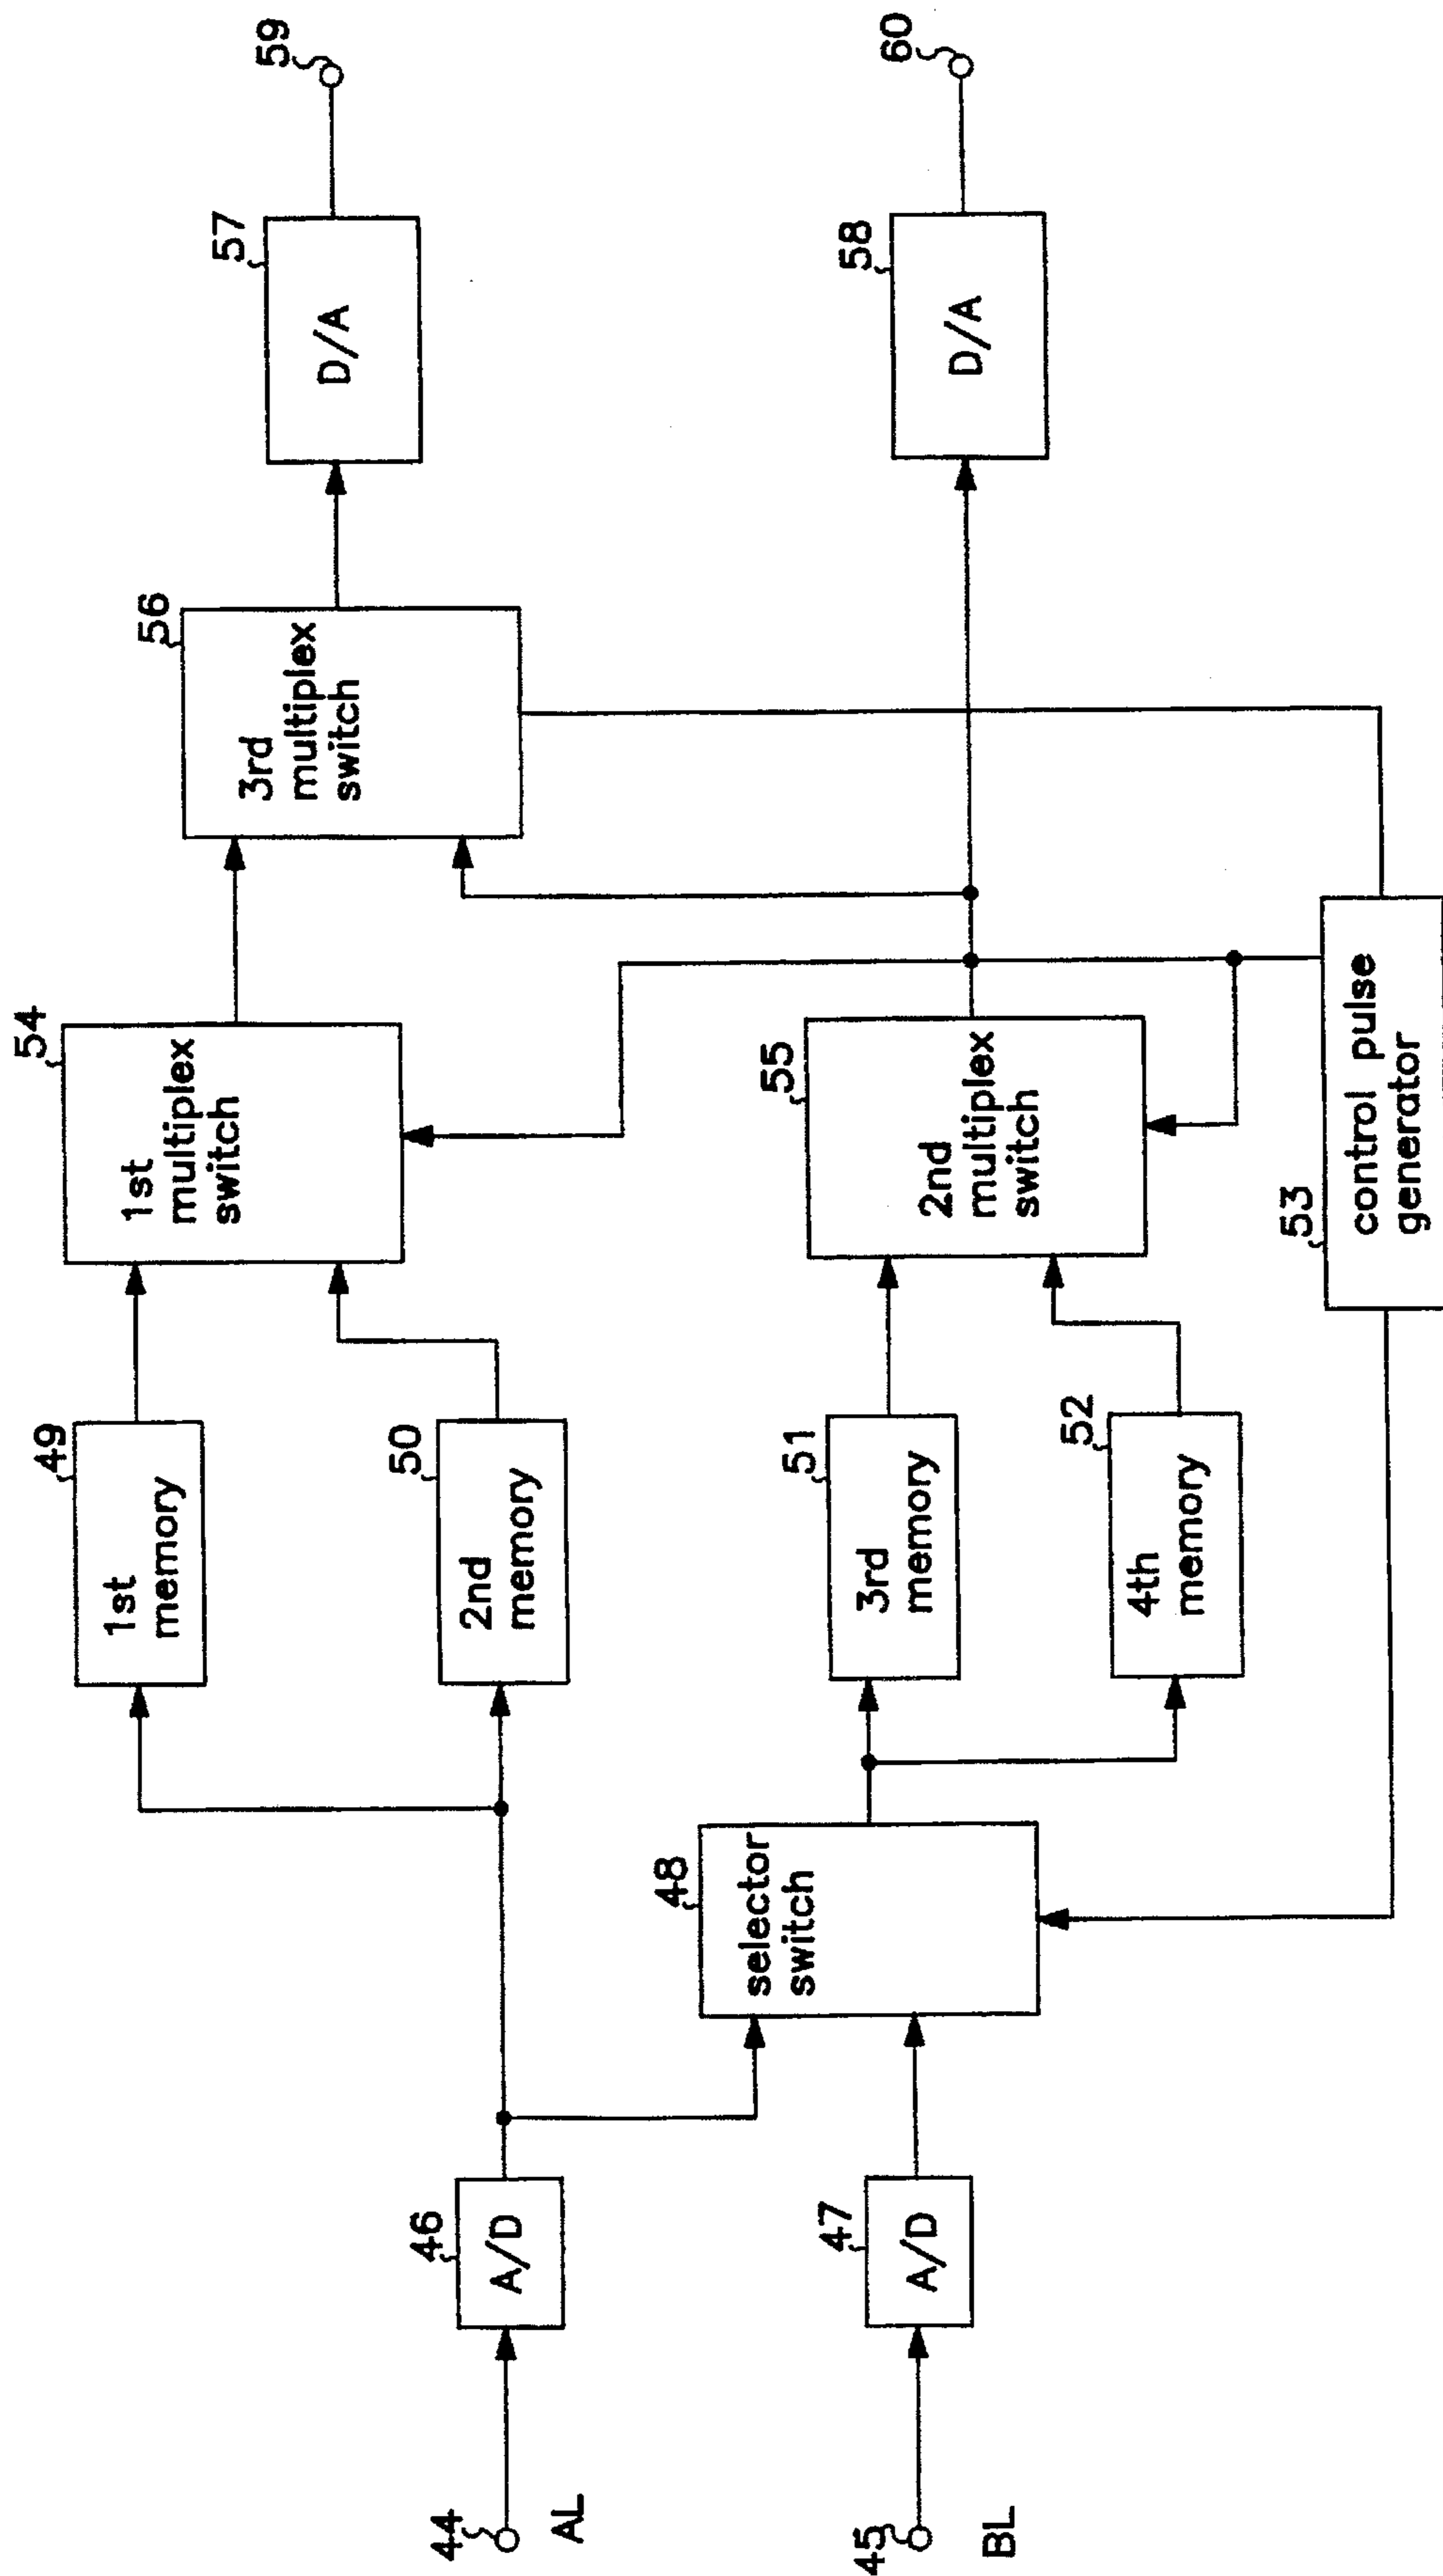 44
AL
45
BL
46
A/D
47
A/D
48
selector
switch
49
1st
memory
50
2nd
memory
51
3rd
memory
52
4th
memory
53
control pulse
generator
54
1st
multiplex
switch
55
2nd
multiplex
switch
56
3rd
multiplex
switch
57
D/A
58
D/A
59
60